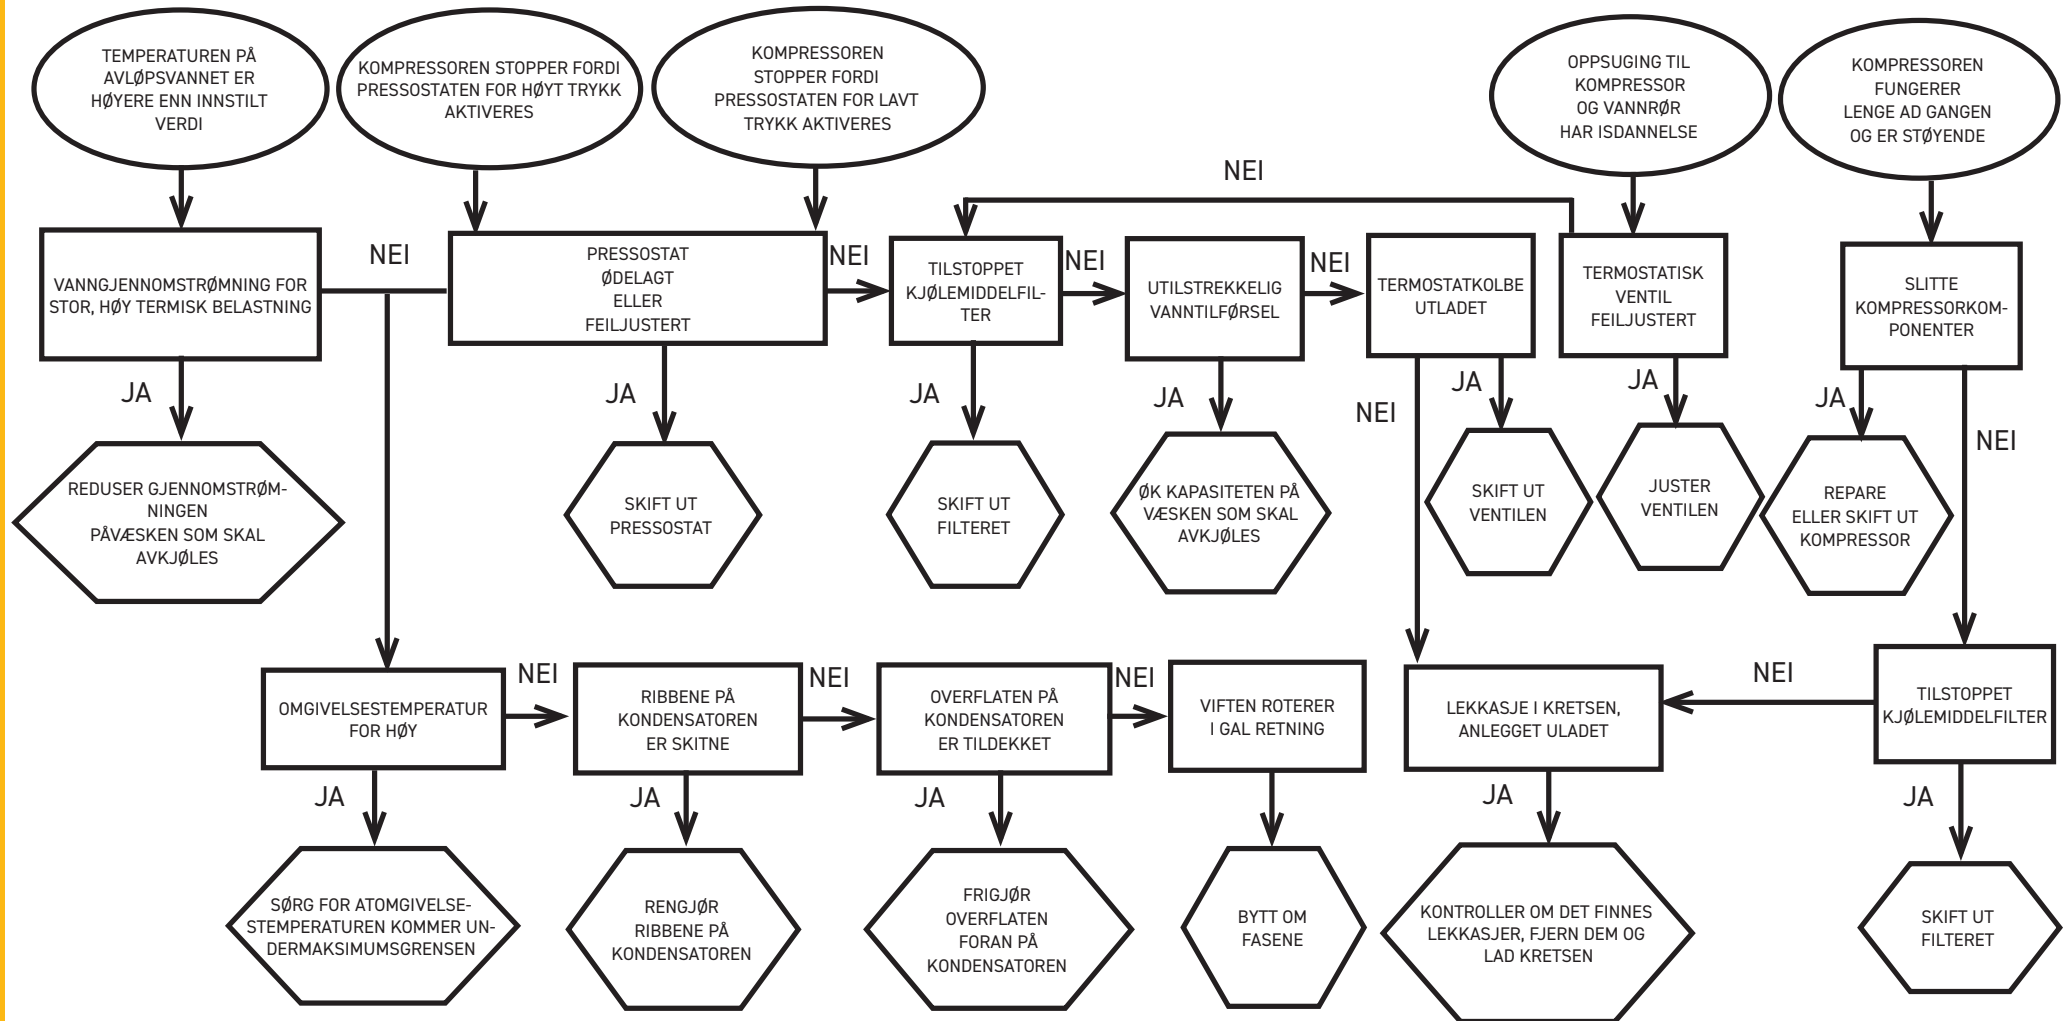 TEMPERATUREN PÅ
AVLØPSVANNET ER
HØYERE ENN INNSTILT
VERDI
KOMPRESSOREN STOPPER FORDI
PRESSOSTATEN FOR HØYT TRYKK
AKTIVERES
KOMPRESSOREN
STOPPER FORDI
PRESSOSTATEN FOR LAVT
TRYKK AKTIVERES
OPPSUGING TIL
KOMPRESSOR
OG VANNRØR
HAR ISDANNELSE
KOMPRESSOREN
FUNGERER
LENGE AD GANGEN
OG ER STØYENDE
NEI
VANNGJENNOMSTRØMNING FOR
STOR, HØY TERMISK BELASTNING
NEI
PRESSOSTAT
ØDELAGT
ELLER
FEILJUSTERT
NEI
TILSTOPPET
KJØLEMIDDELFIL-
TER
NEI
UTILSTREKKELIG
VANNTILFØRSEL
NEI
TERMOSTATKOLBE
UTLADET
TERMOSTATISK
VENTIL
FEILJUSTERT
SLITTE
KOMPRESSORKOM-
PONENTER
JA
JA
JA
JA
NEI
JA
JA
JA
NEI
REDUSER GJENNOMSTRØM-
NINGEN
PÅVÆSKEN SOM SKAL
AVKJØLES
SKIFT UT
PRESSOSTAT
SKIFT UT
FILTERET
ØK KAPASITETEN PÅ
VÆSKEN SOM SKAL
AVKJØLES
SKIFT UT
VENTILEN
JUSTER
VENTILEN
REPARE
ELLER SKIFT UT
KOMPRESSOR
OMGIVELSESTEMPERATUR
FOR HØY
NEI
RIBBENE PÅ
KONDENSATOREN
ER SKITNE
NEI
OVERFLATEN PÅ
KONDENSATOREN
ER TILDEKKET
NEI
VIFTEN ROTERER
I GAL RETNING
LEKKASJE I KRETSEN,
ANLEGGET ULADET
NEI
TILSTOPPET
KJØLEMIDDELFILTER
JA
JA
JA
JA
JA
SØRG FOR ATOMGIVELSE-
STEMPERATUREN KOMMER UN-
DERMAKSIMUMSGRENSEN
RENGJØR
RIBBENE PÅ
KONDENSATOREN
FRIGJØR
OVERFLATEN
FORAN PÅ
KONDENSATOREN
BYTT OM
FASENE
KONTROLLER OM DET FINNES
LEKKASJER, FJERN DEM OG
LAD KRETSEN
SKIFT UT
FILTERET